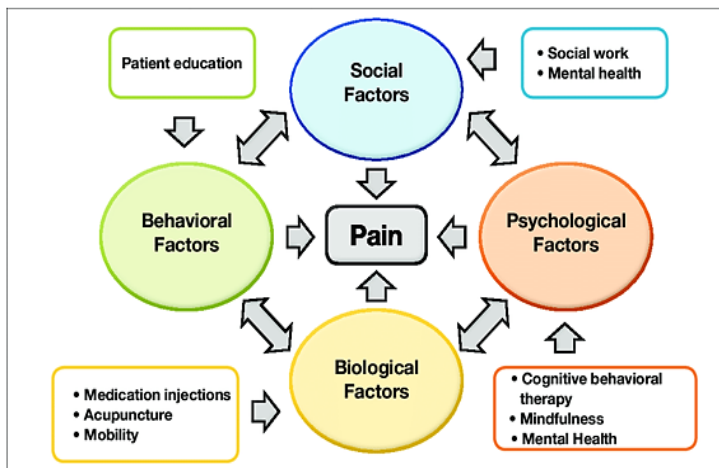 Patient education
Social
Factors
• Social work
• Mental health
Behavioral
Factors
Pain
Psychological
Factors
Biological
Factors
• Medication injections
• Acupuncture
• Mobility
• Cognitive behavioral
therapy
• Mindfulness
• Mental Health